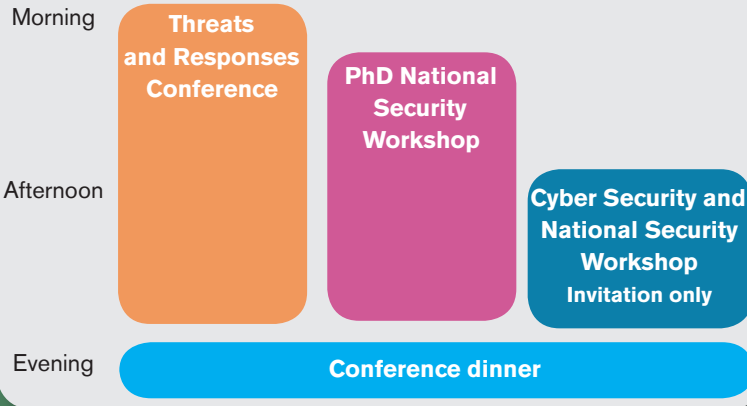 Morning
Threats
and Responses
Conference
PhD National
Security
Workshop
Afternoon
Cyber Security and
National Security
Workshop
Invitation only
Evening
Conference dinner